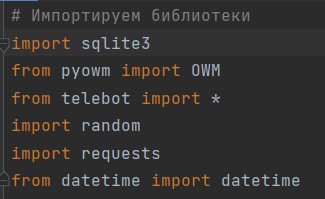 # Импортируем библиотеки
import sqlite3
from pyowm import OWM
from telebot import *
import random
import requests
from datetime import datetime